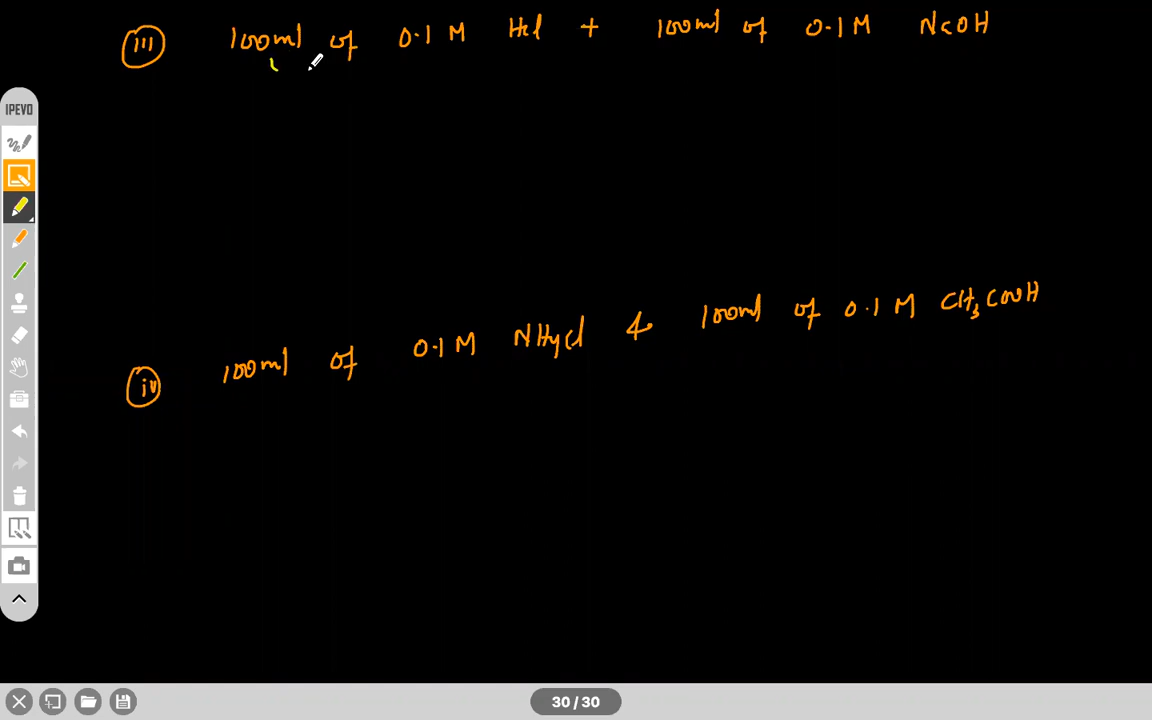 iii 100ml of 0.1 M Hcl + 100ml of 0.1 M NaOH
IPEVO
iv 100ml of 0.1 M NH4Cl & 100ml of 0.1 M CH3COOH
30 / 30